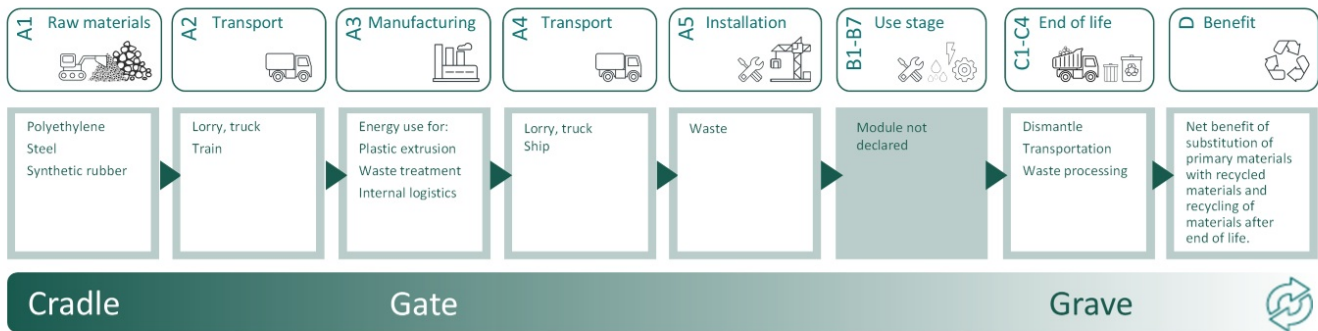 A1 Raw materials
A2 Transport
A3 Manufacturing
A4 Transport
A5 Installation
B1-B7 Use stage
C1-C4 End of life
D Benefit
Polyethylene
Steel
Synthetic rubber
Lorry, truck
Train
Energy use for:
Plastic extrusion
Waste treatment
Internal logistics
Lorry, truck
Ship
Waste
Module not
declared
Dismantle
Transportation
Waste processing
Net benefit of
substitution of
primary materials
with recycled
materials and
recycling of
materials after
end of life.
Cradle
Gate
Grave